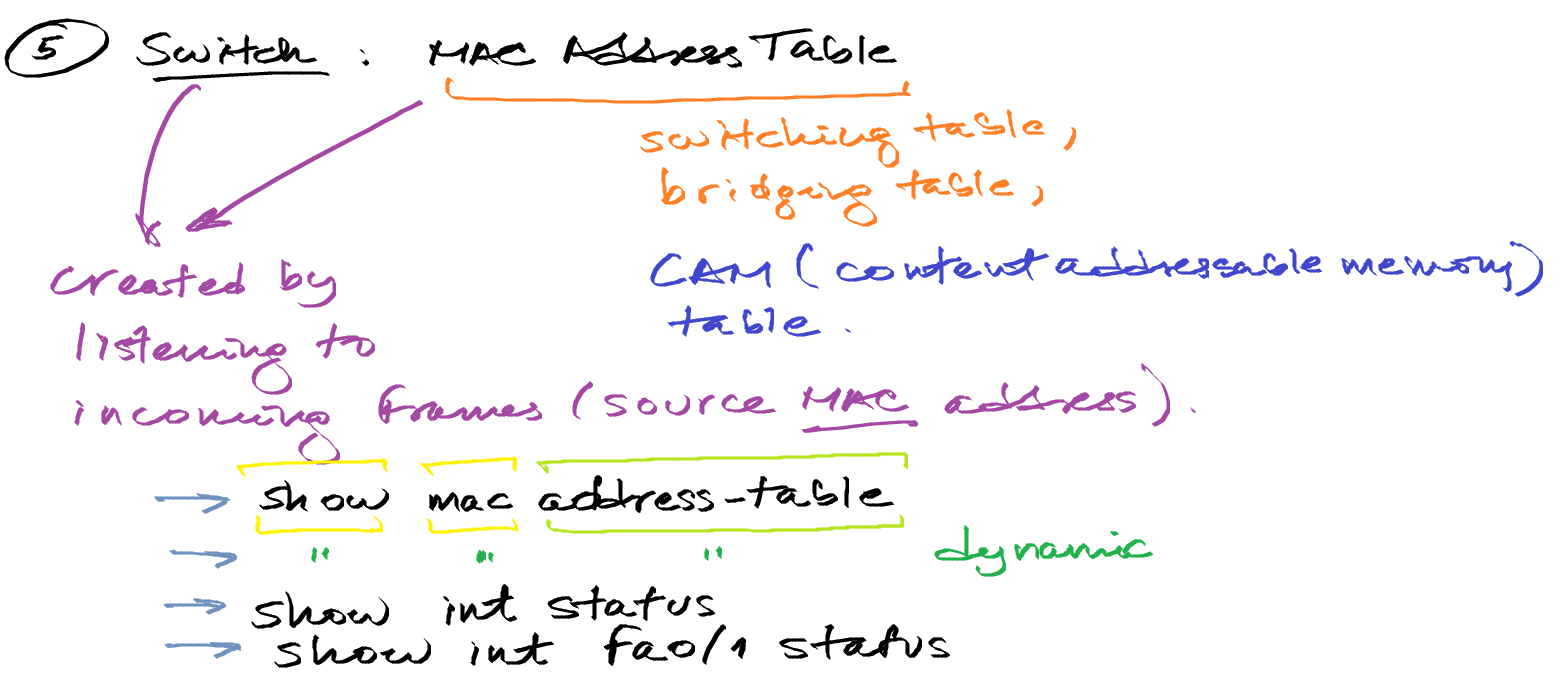 5 Switch : MAC Address Table
switching table,
bridging table,
CAM (content addressable memory)
table.
created by
listening to
incoming frames (source MAC address).
→ show mac address-table
→ " " " dynamic
→ show int status
→ show int fa0/1 status